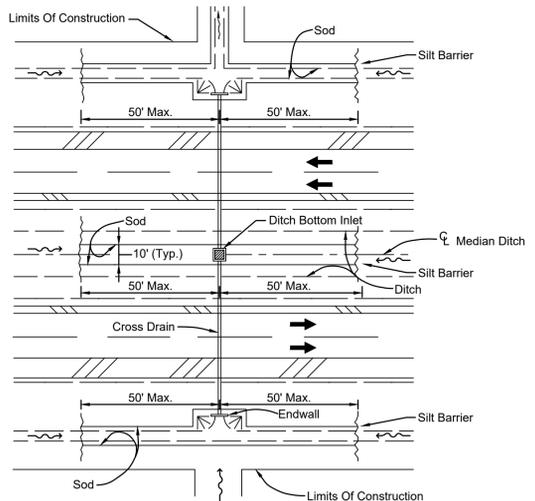 Limits Of Construction
Sod
Silt Barrier
50' Max.
50' Max.
Sod
Ditch Bottom Inlet
10' (Typ.)
℄ Median Ditch
Silt Barrier
50' Max.
50' Max.
Ditch
Cross Drain
50' Max.
50' Max.
Endwall
Silt Barrier
Sod
Limits Of Construction